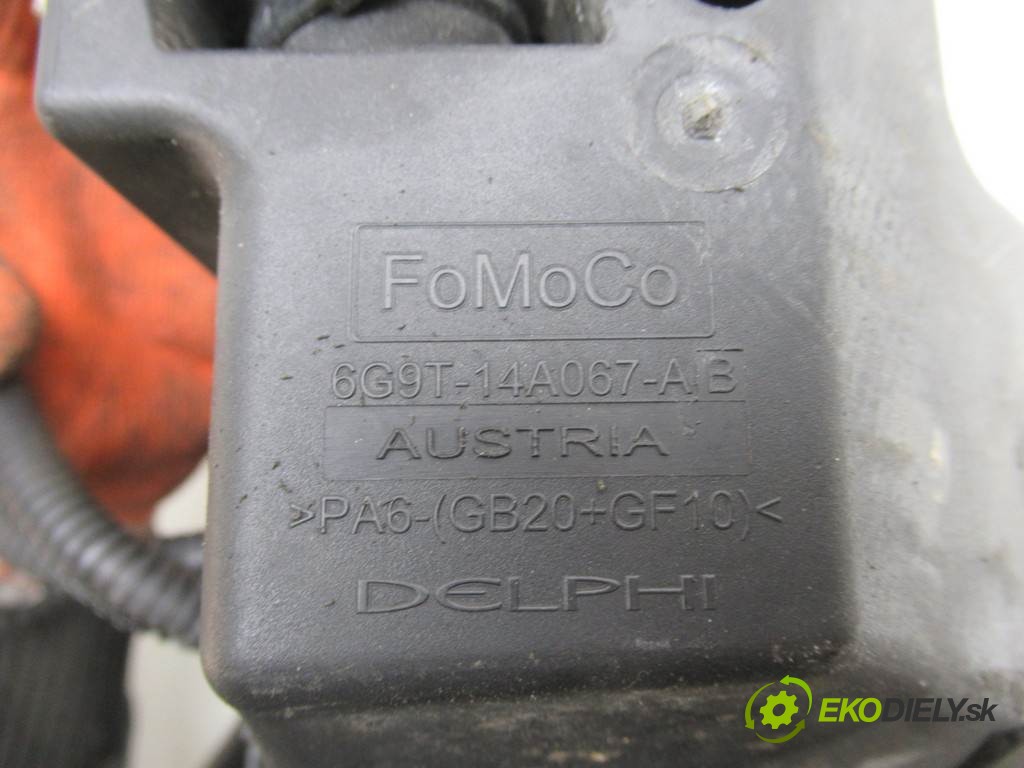 FoMoCo
6G9T-14A067-AB
AUSTRIA
>PA6-(GB20+GF10)<
DELPHI
EKODIELY.sk